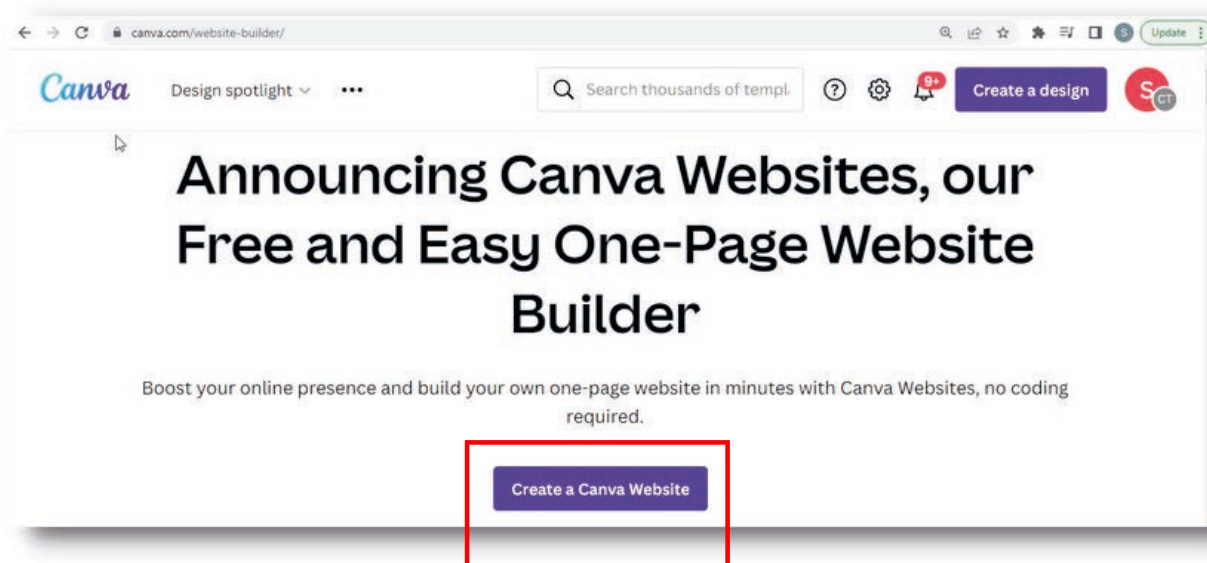 canva.com/website-builder/
S
Update
Canva
Design spotlight
Search thousands of templ
9+
Create a design
S
CT
Announcing Canva Websites, our
Free and Easy One-Page Website
Builder
Boost your online presence and build your own one-page website in minutes with Canva Websites, no coding
required.
Create a Canva Website